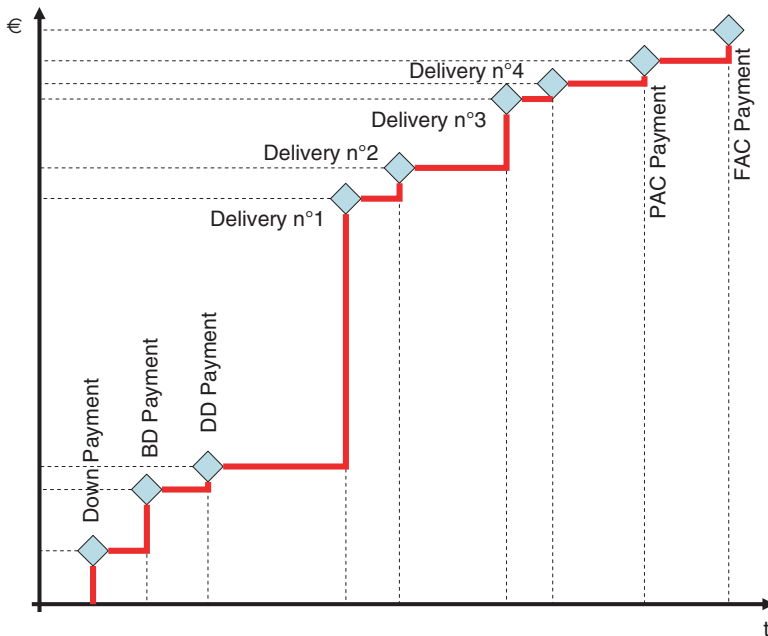 €
Delivery n°4
Delivery n°3
Delivery n°2
Delivery n°1
Down Payment
BD Payment
DD Payment
PAC Payment
FAC Payment
t